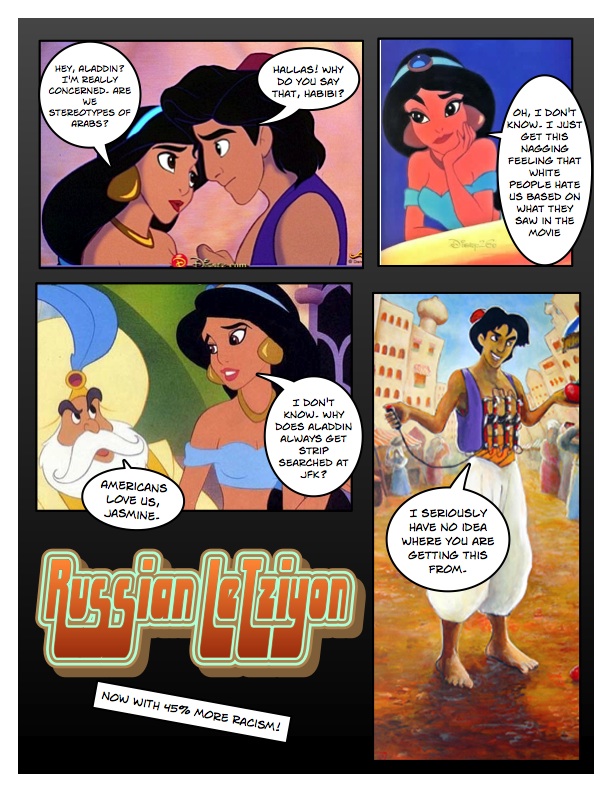 HEY, ALADDIN?
I'M REALLY
CONCERNED. ARE
WE
STEREOTYPES OF
ARABS?
HALLAS! WHY
DO YOU SAY
THAT, HABIBI?
OH, I DON'T
KNOW. I JUST
GET THIS
NAGGING
FEELING THAT
WHITE
PEOPLE HATE
US BASED ON
WHAT THEY
SAW IN THE
MOVIE
I DON'T
KNOW. WHY
DOES ALADDIN
ALWAYS GET
STRIP
SEARCHED AT
JFK?
AMERICANS
LOVE US,
JASMINE.
I SERIOUSLY
HAVE NO IDEA
WHERE YOU ARE
GETTING THIS
FROM.
Russian LeTziyon
NOW WITH 45% MORE RACISM!